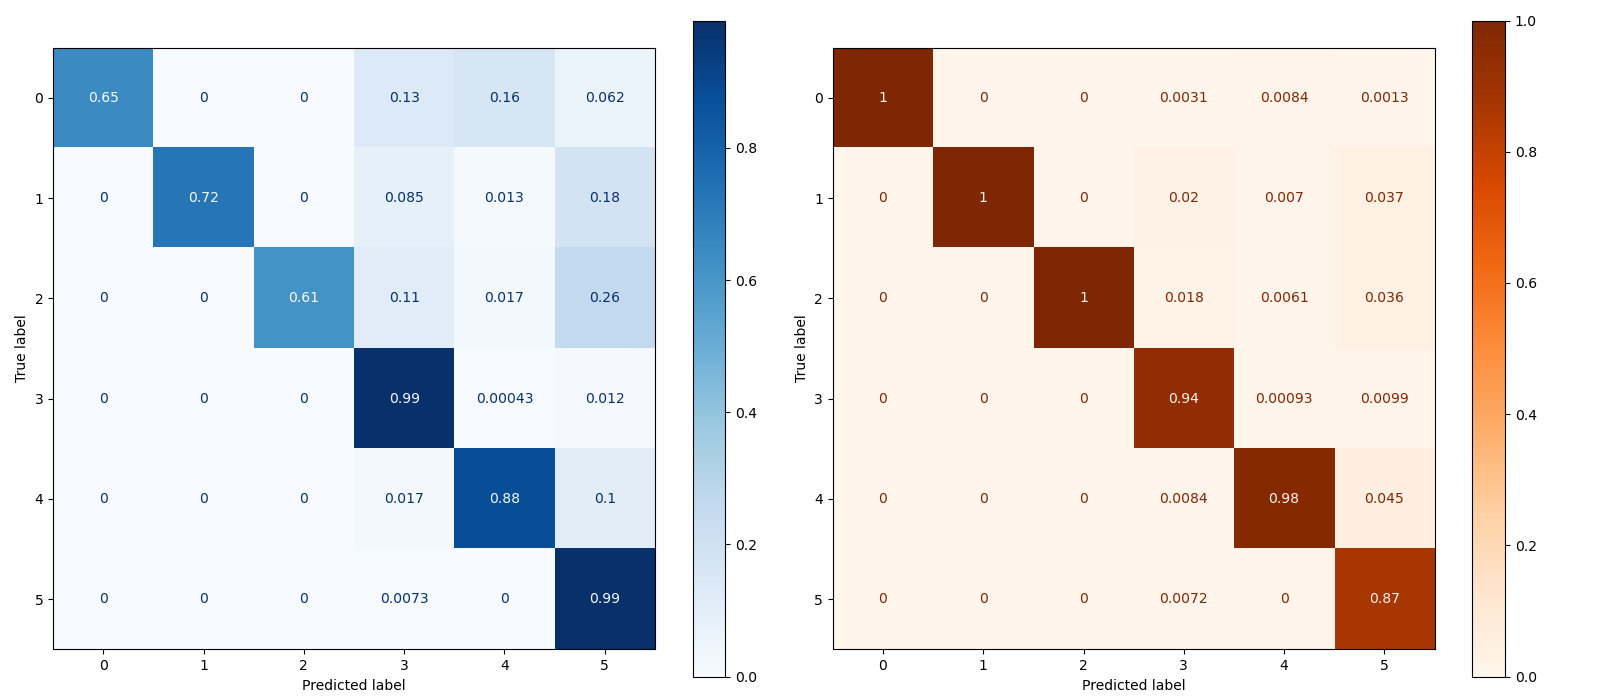 0 0.65 0 0 0.13 0.16 0.062
1 0 0.72 0 0.085 0.013 0.18
2 0 0 0.61 0.11 0.017 0.26
3 0 0 0 0.99 0.00043 0.012
4 0 0 0 0.017 0.88 0.1
5 0 0 0 0.0073 0 0.99
0 1 2 3 4 5
True label
Predicted label
0.8
0.6
0.4
0.2
0.0
0 1 0 0 0.0031 0.0084 0.0013
1 0 1 0 0.02 0.007 0.037
2 0 0 1 0.018 0.0061 0.036
3 0 0 0 0.94 0.00093 0.0099
4 0 0 0 0.0084 0.98 0.045
5 0 0 0 0.0072 0 0.87
0 1 2 3 4 5
True label
Predicted label
1.0
0.8
0.6
0.4
0.2
0.0